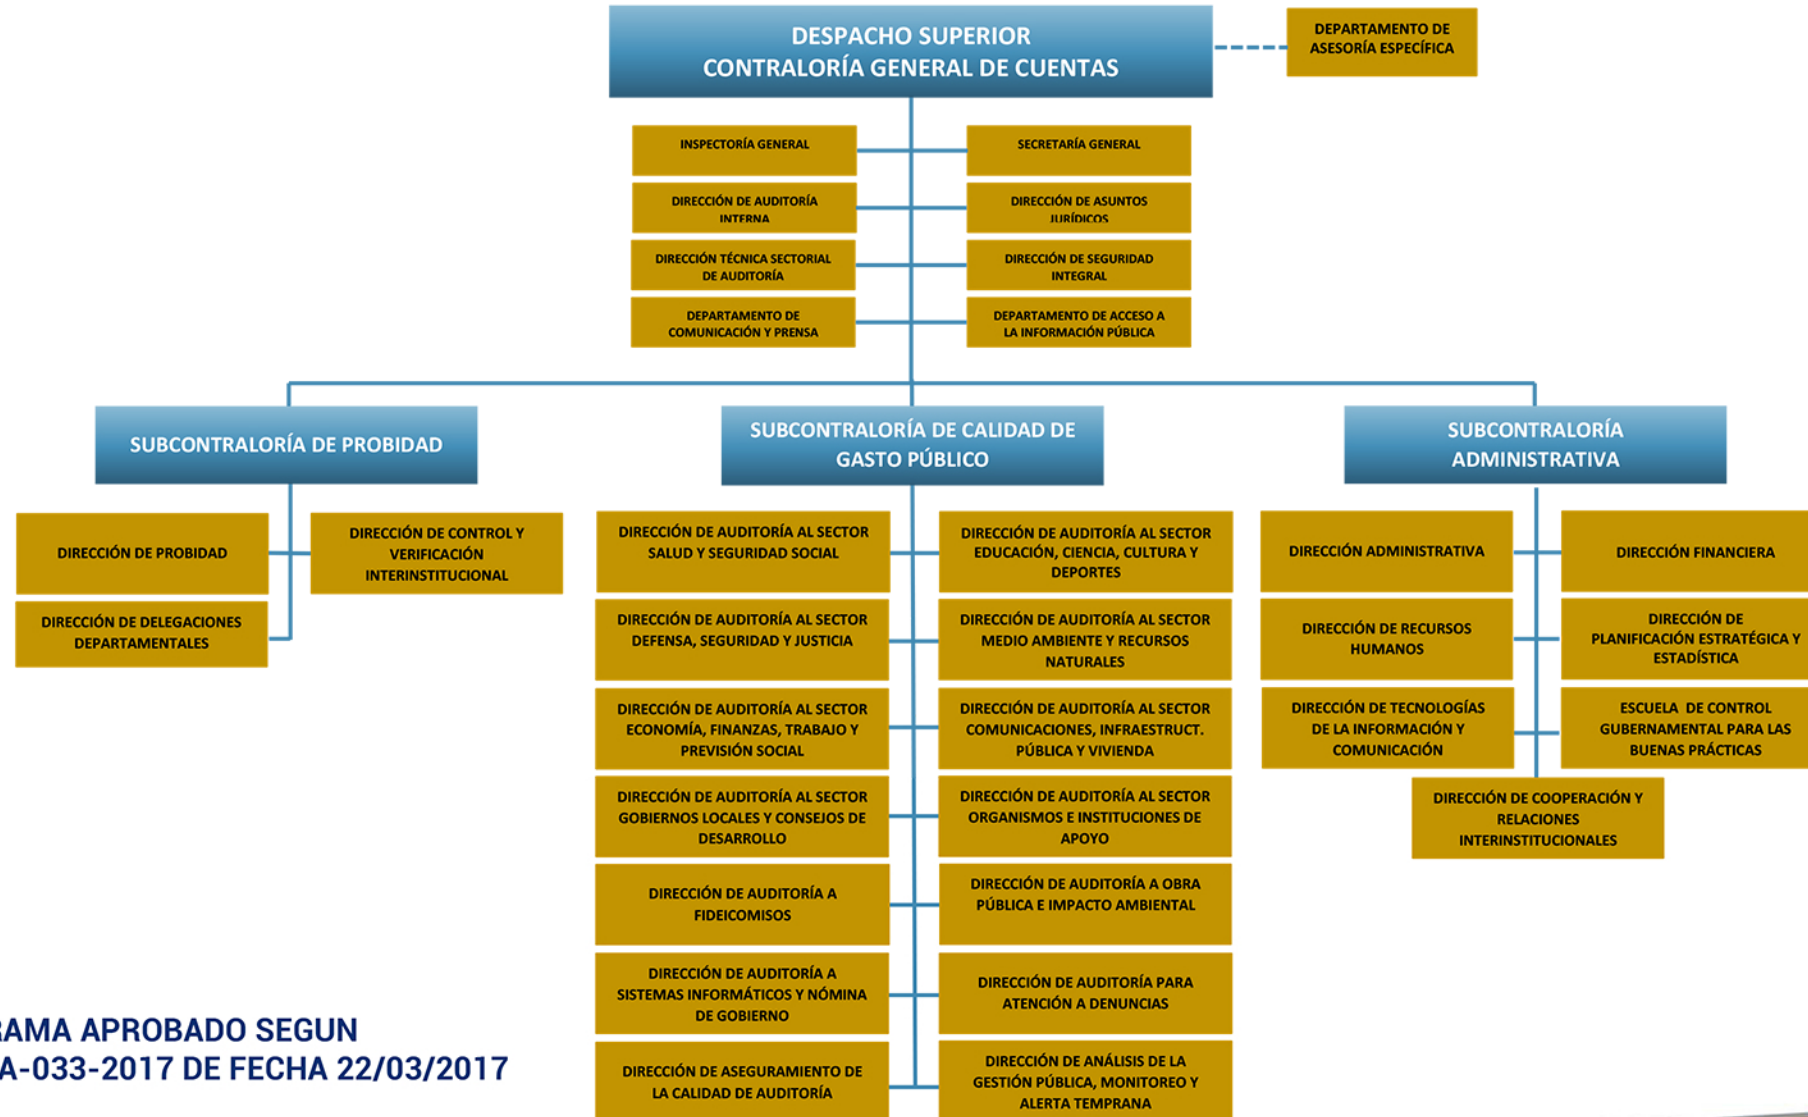 DESPACHO SUPERIOR
CONTRALORÍA GENERAL DE CUENTAS
DEPARTAMENTO DE
ASESORÍA ESPECÍFICA
INSPECTORÍA GENERAL
SECRETARÍA GENERAL
DIRECCIÓN DE AUDITORÍA
INTERNA
DIRECCIÓN DE ASUNTOS
JURÍDICOS
DIRECCIÓN TÉCNICA SECTORIAL
DE AUDITORÍA
DIRECCIÓN DE SEGURIDAD
INTEGRAL
DEPARTAMENTO DE
COMUNICACIÓN Y PRENSA
DEPARTAMENTO DE ACCESO A
LA INFORMACIÓN PÚBLICA
SUBCONTRALORÍA DE PROBIDAD
DIRECCIÓN DE PROBIDAD
DIRECCIÓN DE CONTROL Y
VERIFICACIÓN
INTERINSTITUCIONAL
DIRECCIÓN DE DELEGACIONES
DEPARTAMENTALES
SUBCONTRALORÍA DE CALIDAD DE
GASTO PÚBLICO
DIRECCIÓN DE AUDITORÍA AL SECTOR
SALUD Y SEGURIDAD SOCIAL
DIRECCIÓN DE AUDITORÍA AL SECTOR
EDUCACIÓN, CIENCIA, CULTURA Y
DEPORTES
DIRECCIÓN DE AUDITORÍA AL SECTOR
DEFENSA, SEGURIDAD Y JUSTICIA
DIRECCIÓN DE AUDITORÍA AL SECTOR
MEDIO AMBIENTE Y RECURSOS
NATURALES
DIRECCIÓN DE AUDITORÍA AL SECTOR
ECONOMÍA, FINANZAS, TRABAJO Y
PREVISIÓN SOCIAL
DIRECCIÓN DE AUDITORÍA AL SECTOR
COMUNICACIONES, INFRAESTRUCT.
PÚBLICA Y VIVIENDA
DIRECCIÓN DE AUDITORÍA AL SECTOR
GOBIERNOS LOCALES Y CONSEJOS DE
DESARROLLO
DIRECCIÓN DE AUDITORÍA AL SECTOR
ORGANISMOS E INSTITUCIONES DE
APOYO
DIRECCIÓN DE AUDITORÍA A
FIDEICOMISOS
DIRECCIÓN DE AUDITORÍA A OBRA
PÚBLICA E IMPACTO AMBIENTAL
DIRECCIÓN DE AUDITORÍA A
SISTEMAS INFORMÁTICOS Y NÓMINA
DE GOBIERNO
DIRECCIÓN DE AUDITORÍA PARA
ATENCIÓN A DENUNCIAS
DIRECCIÓN DE ASEGURAMIENTO DE
LA CALIDAD DE AUDITORÍA
DIRECCIÓN DE ANÁLISIS DE LA
GESTIÓN PÚBLICA, MONITOREO Y
ALERTA TEMPRANA
SUBCONTRALORÍA
ADMINISTRATIVA
DIRECCIÓN ADMINISTRATIVA
DIRECCIÓN FINANCIERA
DIRECCIÓN DE RECURSOS
HUMANOS
DIRECCIÓN DE
PLANIFICACIÓN ESTRATÉGICA Y
ESTADÍSTICA
DIRECCIÓN DE TECNOLOGÍAS
DE LA INFORMACIÓN Y
COMUNICACIÓN
ESCUELA DE CONTROL
GUBERNAMENTAL PARA LAS
BUENAS PRÁCTICAS
DIRECCIÓN DE COOPERACIÓN Y
RELACIONES
INTERINSTITUCIONALES
RAMA APROBADO SEGUN
A-033-2017 DE FECHA 22/03/2017